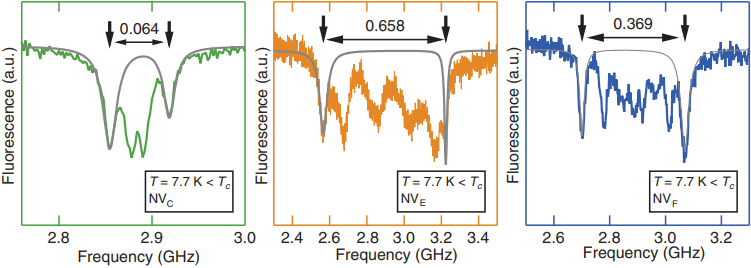 0.064
Fluorescence (a.u.)
T = 7.7 K < Tc
NVC
2.8 2.9 3.0
Frequency (GHz)
0.658
Fluorescence (a.u.)
T = 7.7 K < Tc
NVE
2.4 2.6 2.8 3.0 3.2 3.4
Frequency (GHz)
0.369
Fluorescence (a.u.)
T = 7.7 K < Tc
NVF
2.6 2.8 3.0 3.2
Frequency (GHz)